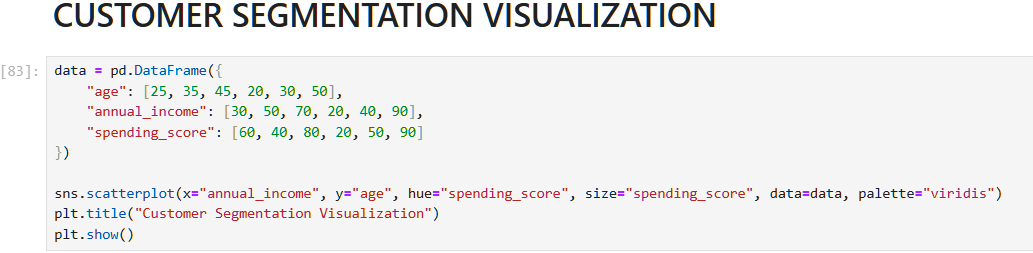 CUSTOMER SEGMENTATION VISUALIZATION
[83]: data = pd.DataFrame({
    "age": [25, 35, 45, 20, 30, 50],
    "annual_income": [30, 50, 70, 20, 40, 90],
    "spending_score": [60, 40, 80, 20, 50, 90]
})
sns.scatterplot(x="annual_income", y="age", hue="spending_score", size="spending_score", data=data, palette="viridis")
plt.title("Customer Segmentation Visualization")
plt.show()